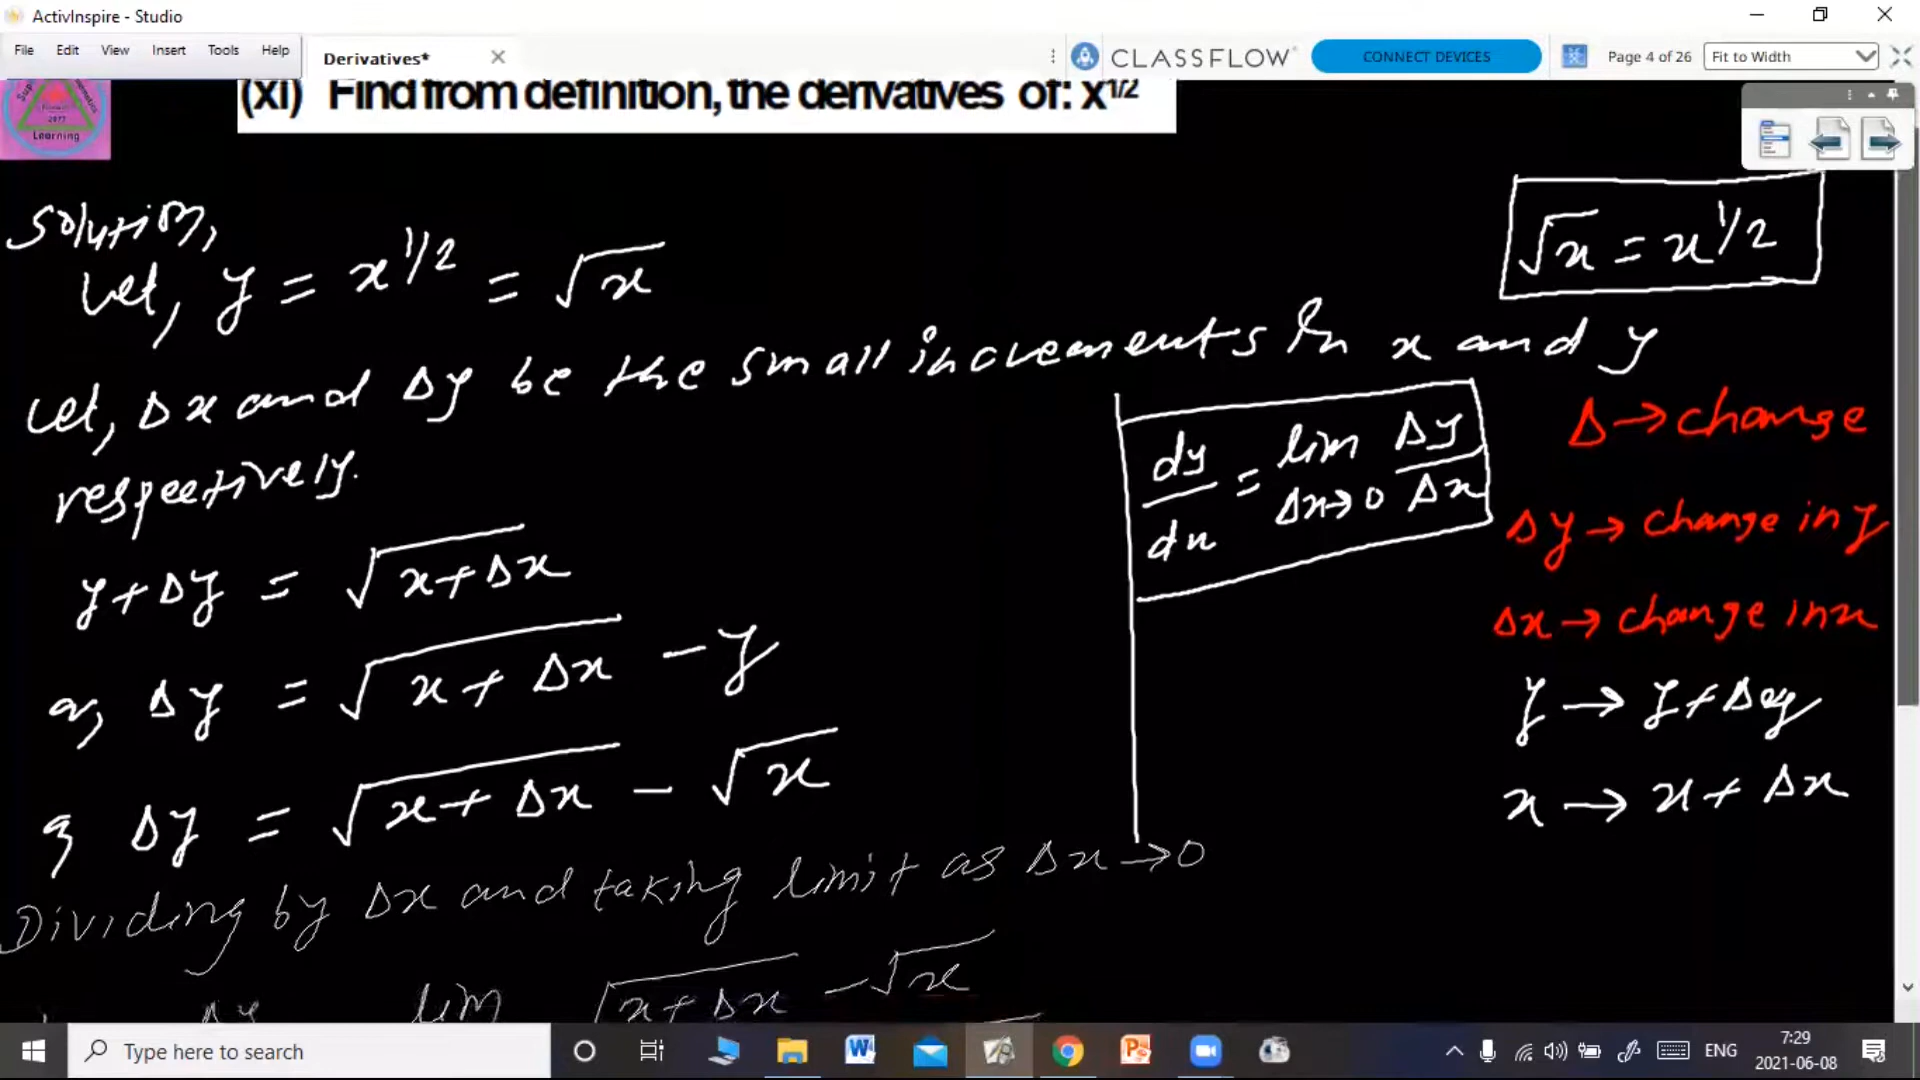 ActivInspire - Studio
File Edit View Insert Tools Help
Derivatives*
CLASSFLOW
CONNECT DEVICES
Page 4 of 26
Fit to Width
Learning
(xi) Find from definition, the derivatives of: x^1/2
Solution,
Let, y = x^1/2 = √x
√x = x^1/2
Let, Δx and Δy be the small increaments in x and y
respectively.
dy/dx = lim Δx→0 Δy/Δx
Δ → change
Δy → change in y
Δx → change in x
y → y + Δy
x → x + Δx
y + Δy = √(x + Δx)
or, Δy = √(x + Δx) - y
Δy = √(x + Δx) - √x
Dividing by Δx and taking limit as Δx → 0
lim √(x + Δx) - √x
Type here to search
ENG
7:29
2021-06-08